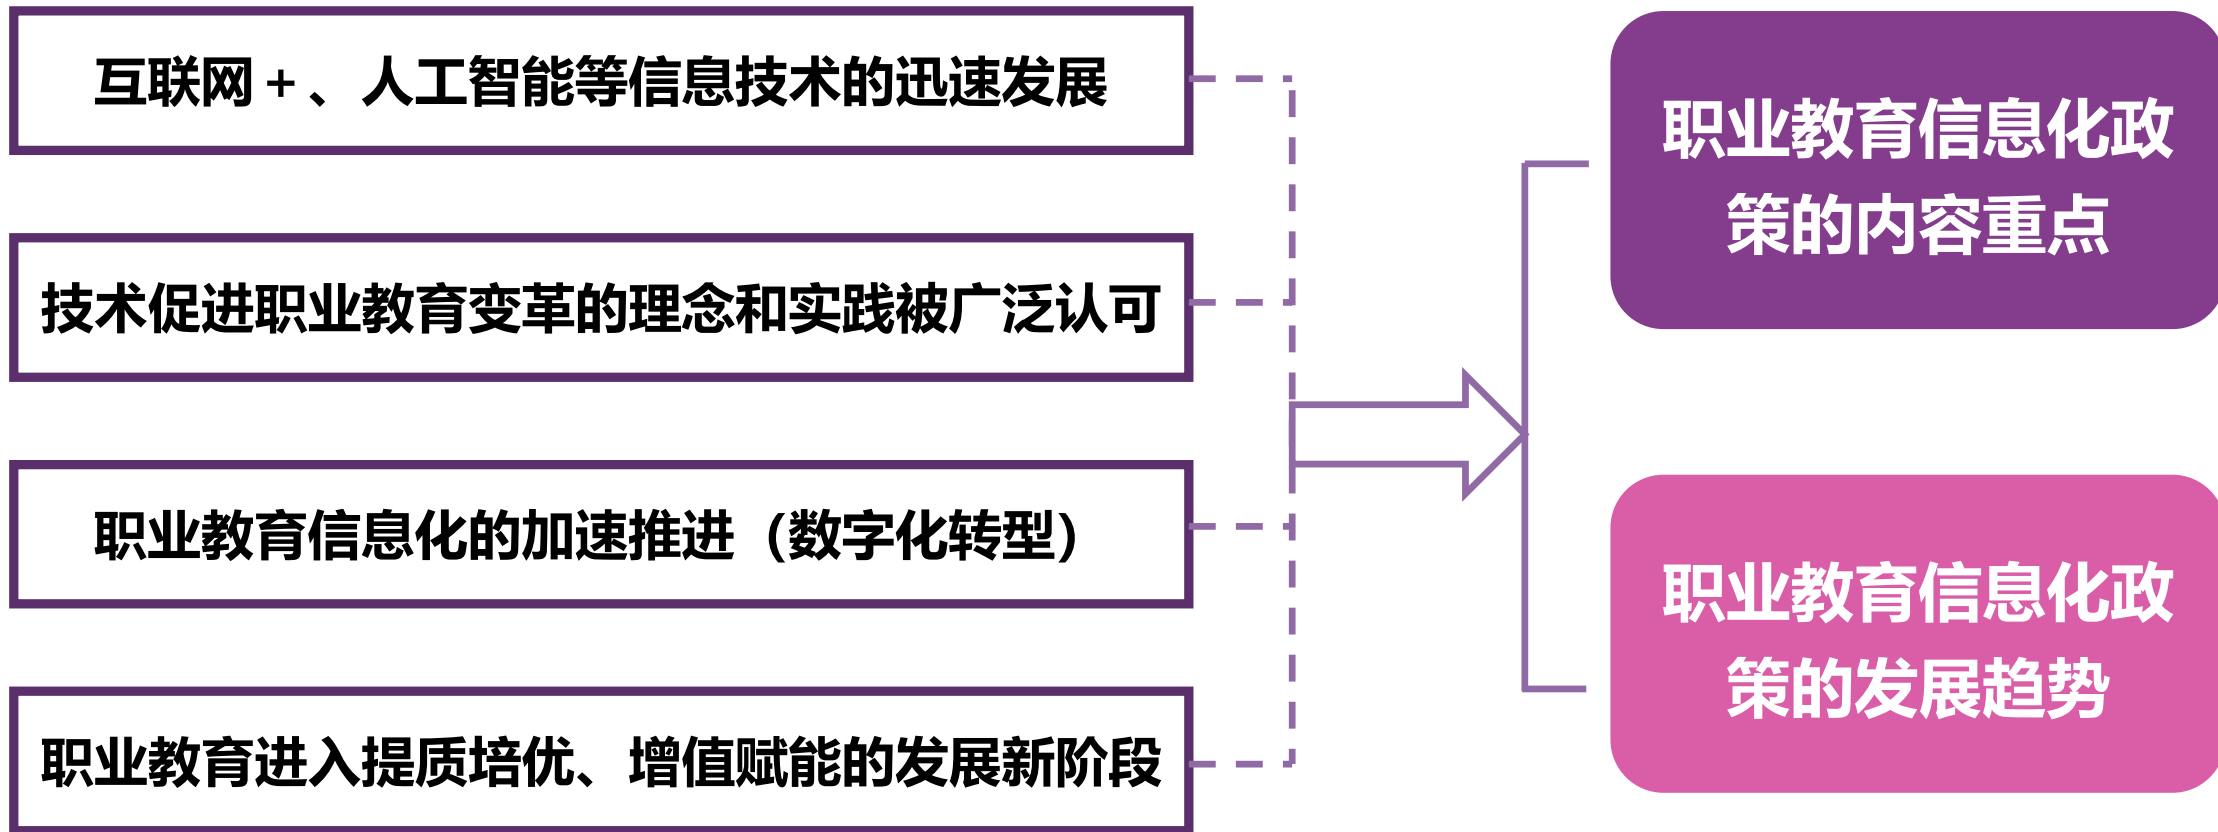 互联网+、人工智能等信息技术的迅速发展
技术促进职业教育变革的理念和实践被广泛认可
职业教育信息化的加速推进（数字化转型）
职业教育进入提质培优、增值赋能的发展新阶段
职业教育信息化政
策的内容重点
职业教育信息化政
策的发展趋势